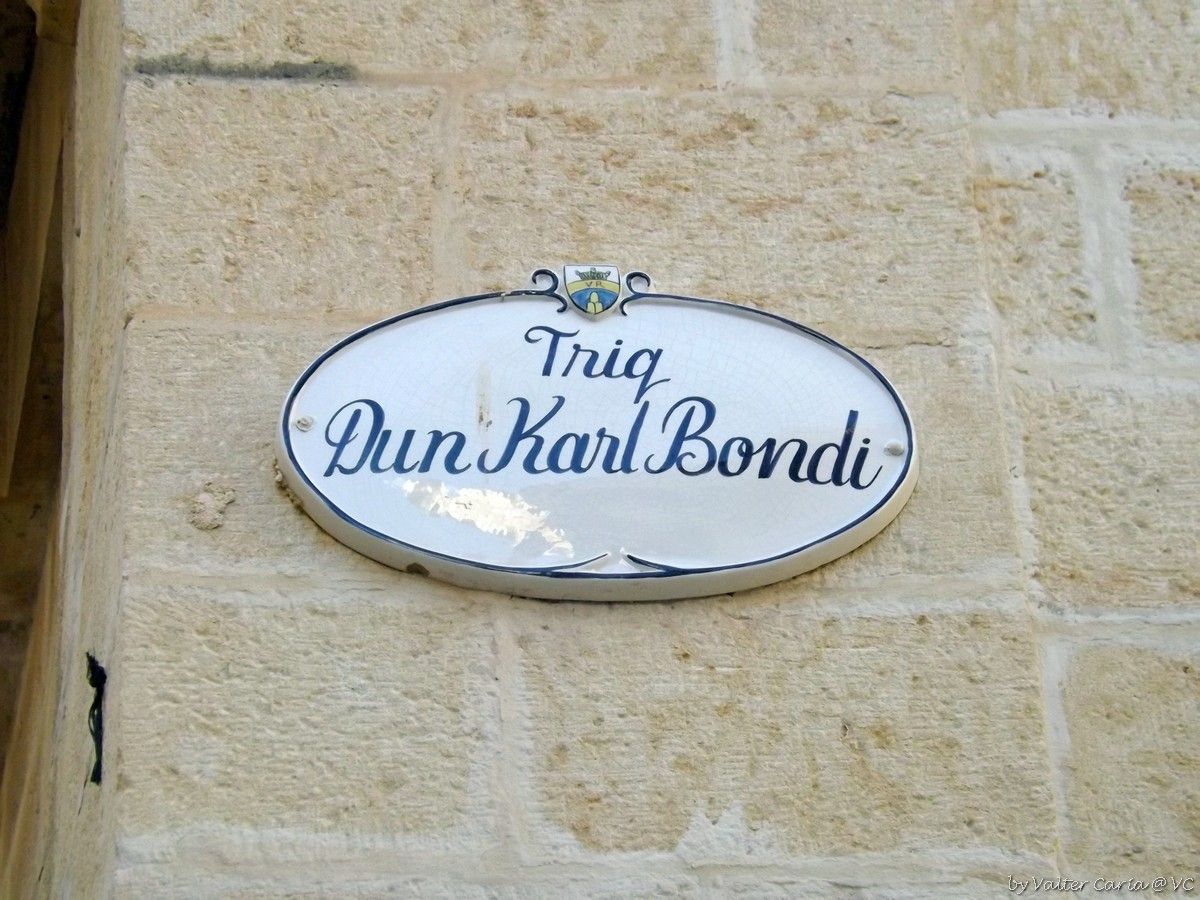 V.R.
Triq
Dun Karl Bondi
by Valter Caria @ VC